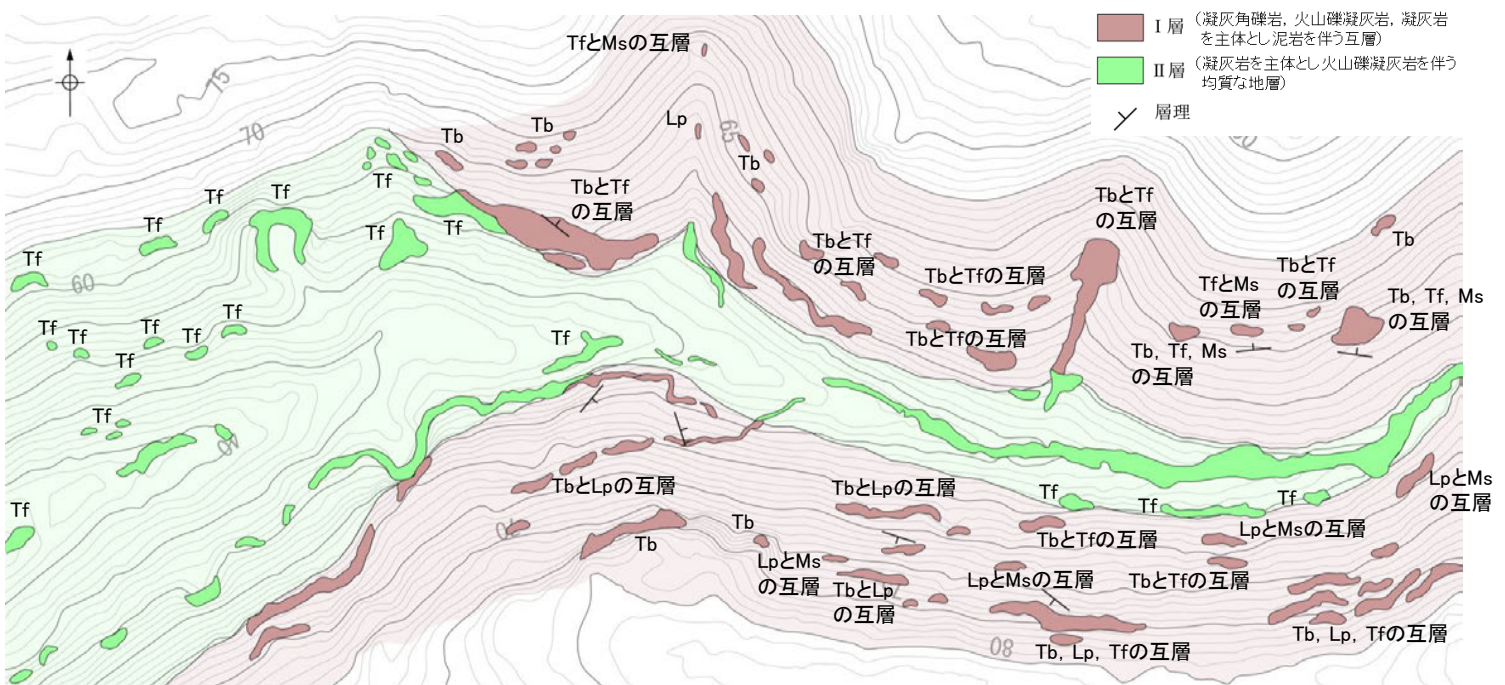 I 層 (凝灰角礫岩, 火山礫凝灰岩, 凝灰岩
を主体とし泥岩を伴う互層)
II 層 (凝灰岩を主体とし火山礫凝灰岩を伴う
均質な地層)
層理
TfとMsの互層
75
70
Tb
Tb
Lp
65
Tb
Tf
Tf
Tf
Tf
TbとTf
の互層
TbとTf
の互層
Tf
Tf
Tf
Tb
Tf
60
TbとTf
の互層
TbとTfの互層
TfとMs
の互層
TbとTf
の互層
Tb, Tf, Ms
の互層
Tf
Tf
Tf
Tf
Tf
Tf
Tf
TbとTfの互層
Tb, Tf, Ms
の互層
Tf
40
TbとLpの互層
TbとLpの互層
Tf
Tf
Tf
LpとMs
の互層
Tf
70
Tb
Tb
TbとTfの互層
LpとMsの互層
LpとMs
の互層
TbとLp
の互層
LpとMsの互層
TbとTfの互層
80
Tb, Lp, Tfの互層
Tb, Lp, Tfの互層